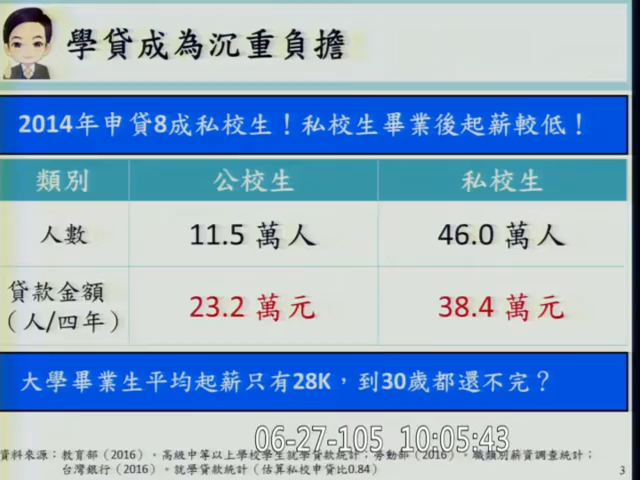 學貸成為沉重負擔
2014年申貸8成私校生！私校生畢業後起薪較低！
類別 公校生 私校生
人數 11.5 萬人 46.0 萬人
貸款金額
（人/四年） 23.2 萬元 38.4 萬元
大學畢業生平均起薪只有28K，到30歲都還不完？
06-27-105 10:05:43
資料來源：教育部（2016）。高級中等以上學校學生就學貸款統計；勞動部（2016）。職類別薪資調查統計；
台灣銀行（2016）。就學貸款統計（估算私校申貸比0.84）
3